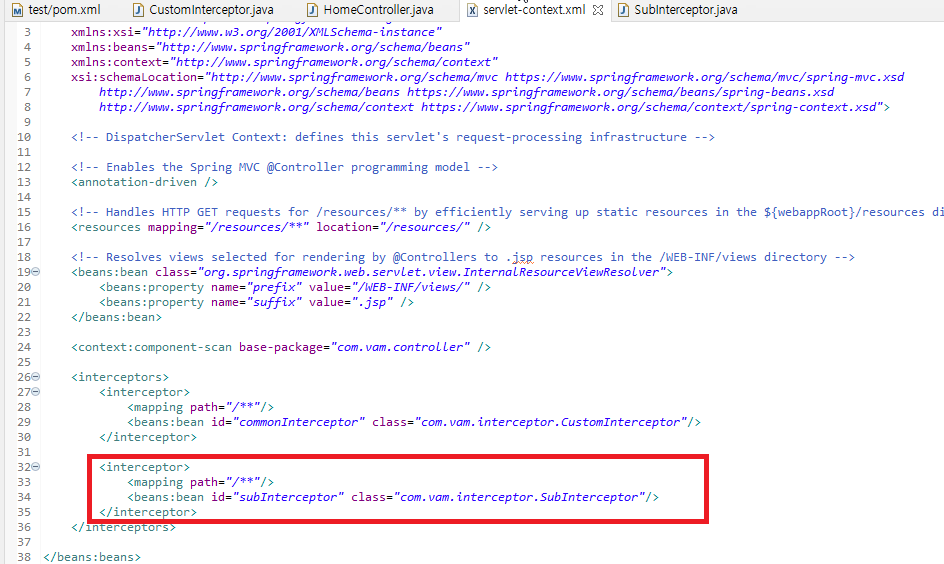 test/pom.xml CustomInterceptor.java HomeController.java servlet-context.xml SubInterceptor.java
3 xmlns:xsi="http://www.w3.org/2001/XMLSchema-instance"
4 xmlns:beans="http://www.springframework.org/schema/beans"
5 xmlns:context="http://www.springframework.org/schema/context"
6 xsi:schemaLocation="http://www.springframework.org/schema/mvc https://www.springframework.org/schema/mvc/spring-mvc.xsd
7 http://www.springframework.org/schema/beans https://www.springframework.org/schema/beans/spring-beans.xsd
8 http://www.springframework.org/schema/context https://www.springframework.org/schema/context/spring-context.xsd">
9
10 <!-- DispatcherServlet Context: defines this servlet's request-processing infrastructure -->
11
12 <!-- Enables the Spring MVC @Controller programming model -->
13 <annotation-driven />
14
15 <!-- Handles HTTP GET requests for /resources/** by efficiently serving up static resources in the ${webappRoot}/resources di
16 <resources mapping="/resources/**" location="/resources/" />
17
18 <!-- Resolves views selected for rendering by @Controllers to .jsp resources in the /WEB-INF/views directory -->
19 <beans:bean class="org.springframework.web.servlet.view.InternalResourceViewResolver">
20 <beans:property name="prefix" value="/WEB-INF/views/" />
21 <beans:property name="suffix" value=".jsp" />
22 </beans:bean>
23
24 <context:component-scan base-package="com.vam.controller" />
25
26 <interceptors>
27 <interceptor>
28 <mapping path="/**"/>
29 <beans:bean id="commonInterceptor" class="com.vam.interceptor.CustomInterceptor"/>
30 </interceptor>
31
32 <interceptor>
33 <mapping path="/**"/>
34 <beans:bean id="subInterceptor" class="com.vam.interceptor.SubInterceptor"/>
35 </interceptor>
36 </interceptors>
37
38 </beans:beans>